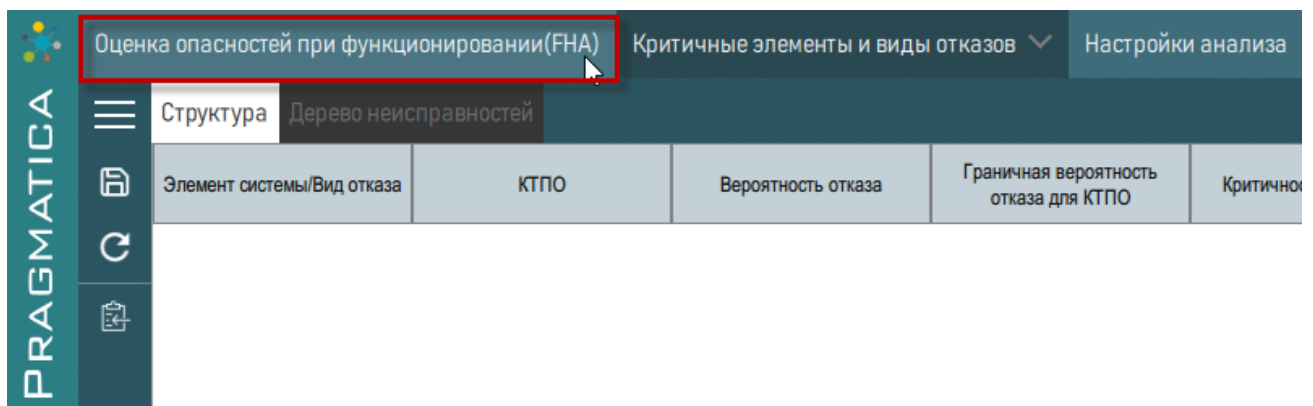 Оценка опасностей при функционировании(FHA)
Критичные элементы и виды отказов
Настройки анализа
PRAGMATICA
Структура
Дерево неисправностей
Элемент системы/Вид отказа
КТПО
Вероятность отказа
Граничная вероятность
отказа для КТПО